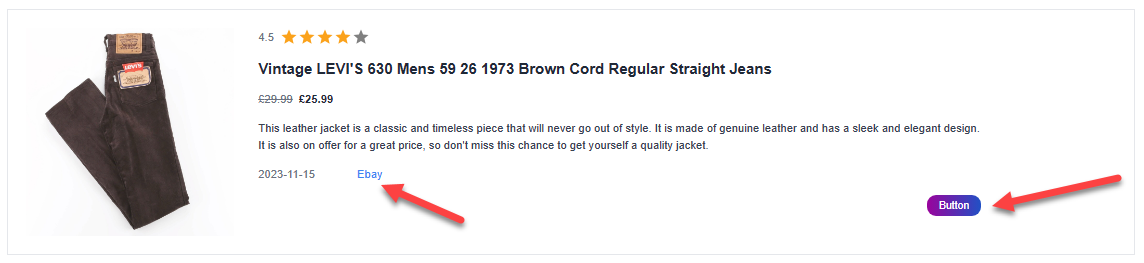 4.5
Vintage LEVI'S 630 Mens 59 26 1973 Brown Cord Regular Straight Jeans
£29.99 £25.99
This leather jacket is a classic and timeless piece that will never go out of style. It is made of genuine leather and has a sleek and elegant design.
It is also on offer for a great price, so don't miss this chance to get yourself a quality jacket.
2023-11-15 Ebay
Button
LEVI'S